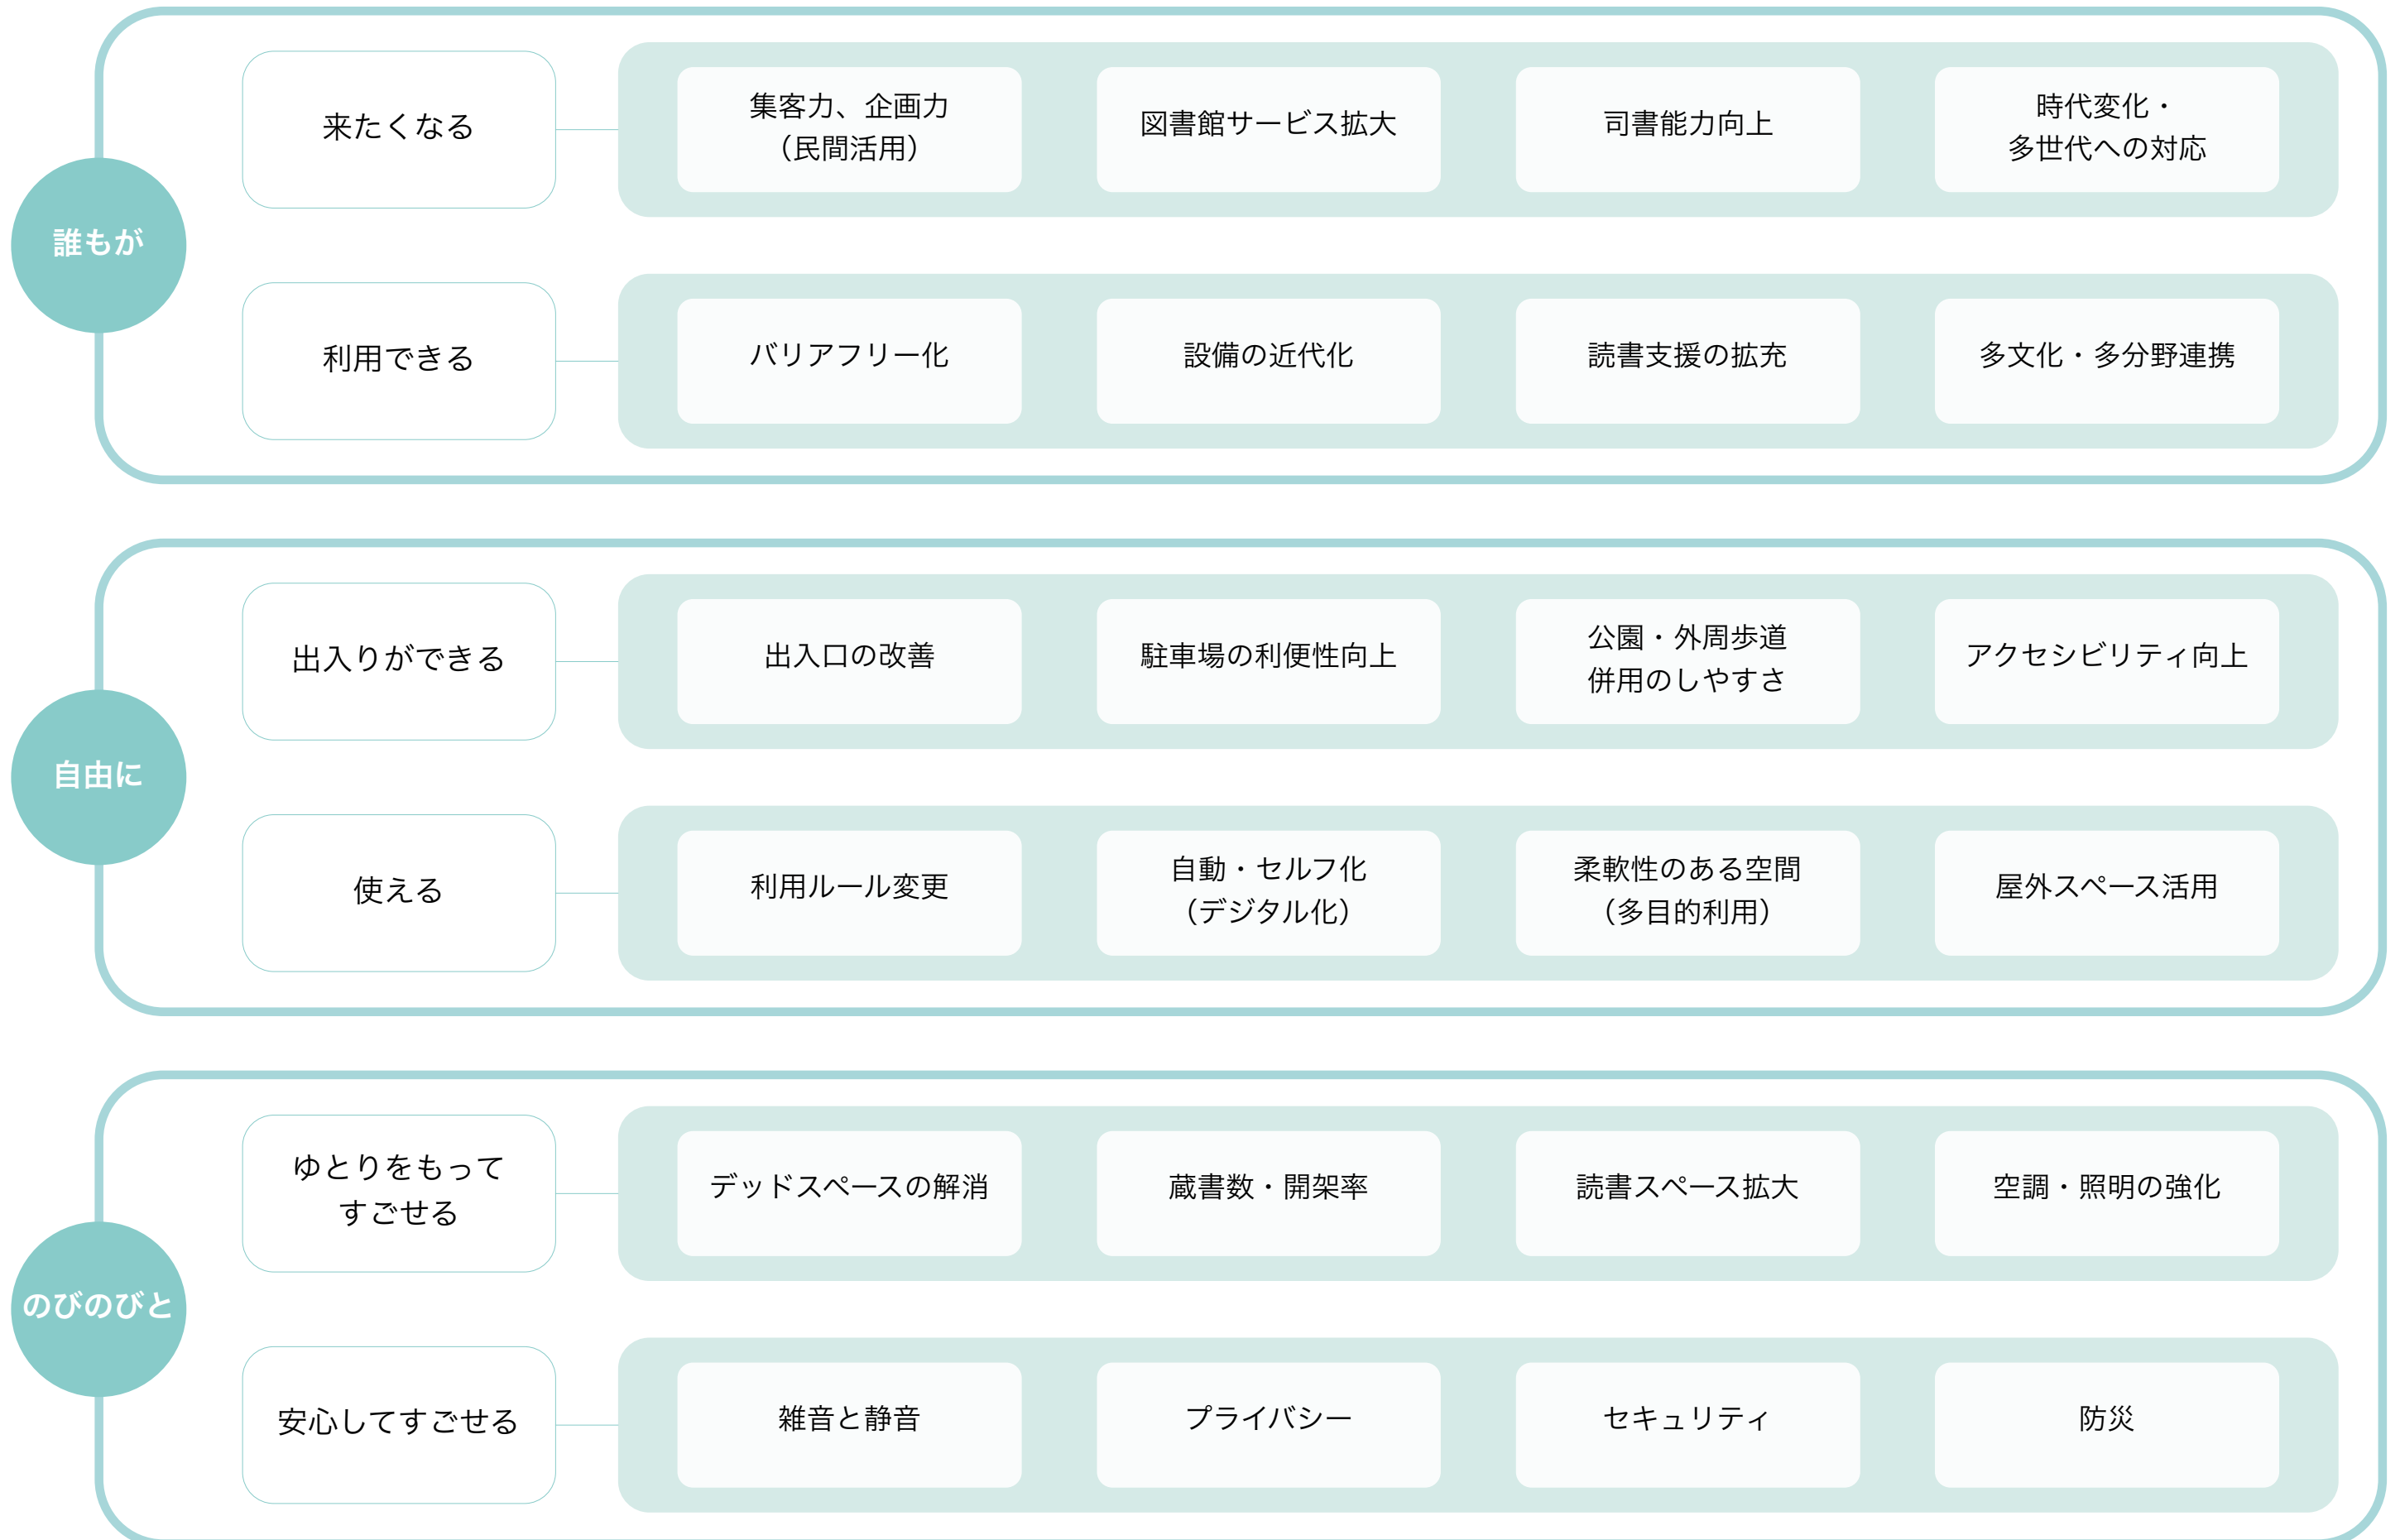 誰もが
来たくなる
集客力、企画力
（民間活用）
図書館サービス拡大
司書能力向上
時代変化・
多世代への対応
利用できる
バリアフリー化
設備の近代化
読書支援の拡充
多文化・多分野連携
自由に
出入りができる
出入口の改善
駐車場の利便性向上
公園・外周歩道
併用のしやすさ
アクセシビリティ向上
使える
利用ルール変更
自動・セルフ化
（デジタル化）
柔軟性のある空間
（多目的利用）
屋外スペース活用
のびのびと
ゆとりをもって
すごせる
デッドスペースの解消
蔵書数・開架率
読書スペース拡大
空調・照明の強化
安心してすごせる
雑音と静音
プライバシー
セキュリティ
防災